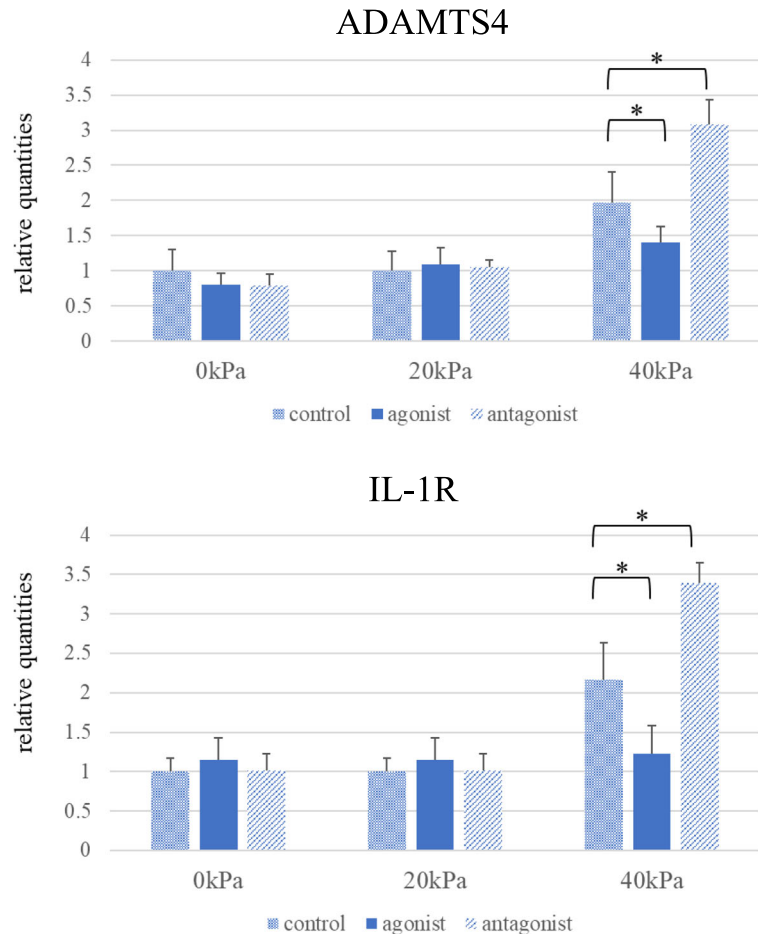 ADAMTS4
relative quantities
4
3.5
3
2.5
2
1.5
1
0.5
0
*
*
0kPa 20kPa 40kPa
control agonist antagonist
IL-1R
relative quantities
4
3.5
3
2.5
2
1.5
1
0.5
0
*
*
0kPa 20kPa 40kPa
control agonist antagonist